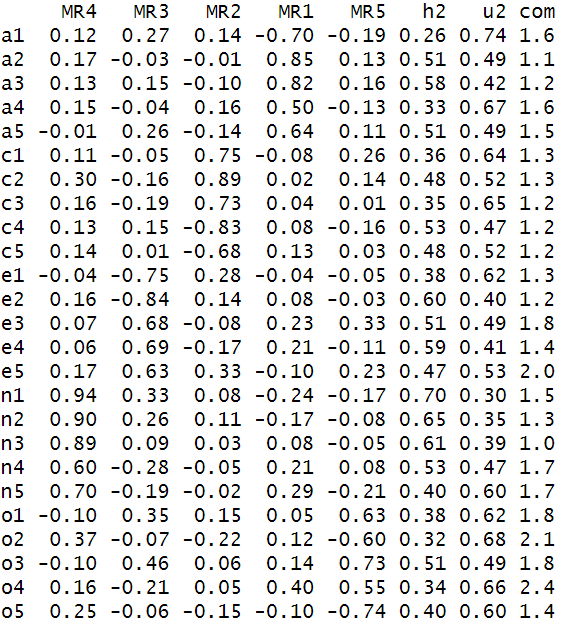 MR4 MR3 MR2 MR1 MR5 h2 u2 com
a1 0.12 0.27 0.14 -0.70 -0.19 0.26 0.74 1.6
a2 0.17 -0.03 -0.01 0.85 0.13 0.51 0.49 1.1
a3 0.13 0.15 -0.10 0.82 0.16 0.58 0.42 1.2
a4 0.15 -0.04 0.16 0.50 -0.13 0.33 0.67 1.6
a5 -0.01 0.26 -0.14 0.64 0.11 0.51 0.49 1.5
c1 0.11 -0.05 0.75 -0.08 0.26 0.36 0.64 1.3
c2 0.30 -0.16 0.89 0.02 0.14 0.48 0.52 1.3
c3 0.16 -0.19 0.73 0.04 0.01 0.35 0.65 1.2
c4 0.13 0.15 -0.83 0.08 -0.16 0.53 0.47 1.2
c5 0.14 0.01 -0.68 0.13 0.03 0.48 0.52 1.2
e1 -0.04 -0.75 0.28 -0.04 -0.05 0.38 0.62 1.3
e2 0.16 -0.84 0.14 0.08 -0.03 0.60 0.40 1.2
e3 0.07 0.68 -0.08 0.23 0.33 0.51 0.49 1.8
e4 0.06 0.69 -0.17 0.21 -0.11 0.59 0.41 1.4
e5 0.17 0.63 0.33 -0.10 0.23 0.47 0.53 2.0
n1 0.94 0.33 0.08 -0.24 -0.17 0.70 0.30 1.5
n2 0.90 0.26 0.11 -0.17 -0.08 0.65 0.35 1.3
n3 0.89 0.09 0.03 0.08 -0.05 0.61 0.39 1.0
n4 0.60 -0.28 -0.05 0.21 0.08 0.53 0.47 1.7
n5 0.70 -0.19 -0.02 0.29 -0.21 0.40 0.60 1.7
o1 -0.10 0.35 0.15 0.05 0.63 0.38 0.62 1.8
o2 0.37 -0.07 -0.22 0.12 -0.60 0.32 0.68 2.1
o3 -0.10 0.46 0.06 0.14 0.73 0.51 0.49 1.8
o4 0.16 -0.21 0.05 0.40 0.55 0.34 0.66 2.4
o5 0.25 -0.06 -0.15 -0.10 -0.74 0.40 0.60 1.4